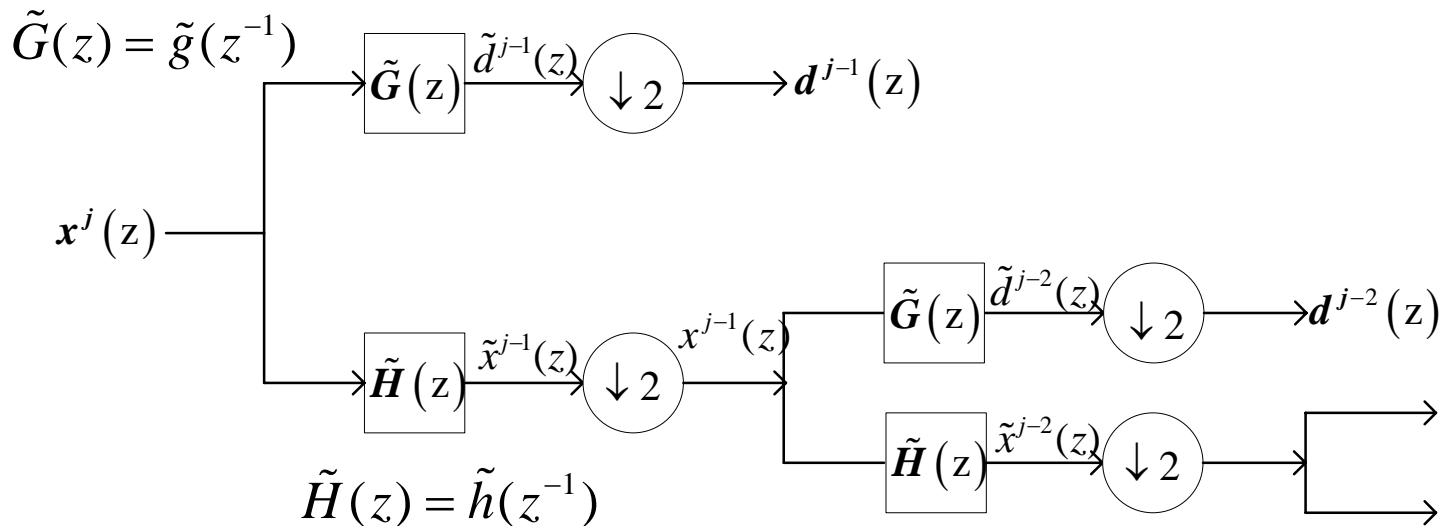 G̃(z) = g̃(z⁻¹)
G̃(z)
d̃ʲ⁻¹(z)
↓2
dʲ⁻¹(z)
xʲ(z)
G̃(z)
d̃ʲ⁻²(z)
↓2
dʲ⁻²(z)
H̃(z)
x̃ʲ⁻¹(z)
↓2
xʲ⁻¹(z)
H̃(z)
x̃ʲ⁻²(z)
↓2
H̃(z) = h̃(z⁻¹)